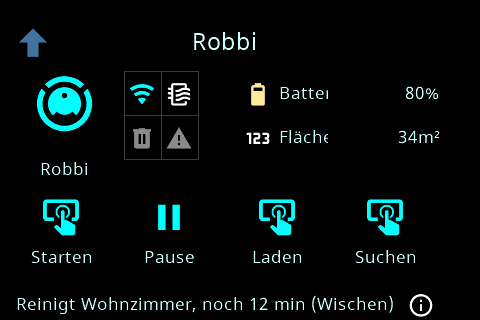 Robbi
Batter 80%
123 Fläche 34m²
Robbi
Starten Pause Laden Suchen
Reinigt Wohnzimmer, noch 12 min (Wischen)